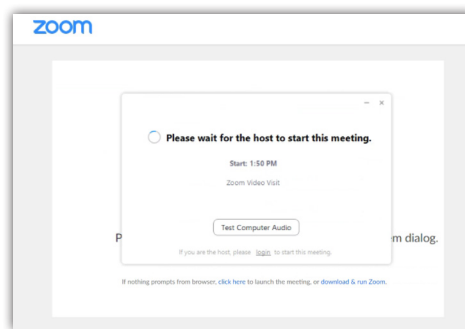 zoom
Please wait for the host to start this meeting.
Start: 1:50 PM
Zoom Video Visit
Test Computer Audio
P
m dialog.
If you are the host, please login to start this meeting.
If nothing prompts from browser, click here to launch the meeting, or download & run Zoom.